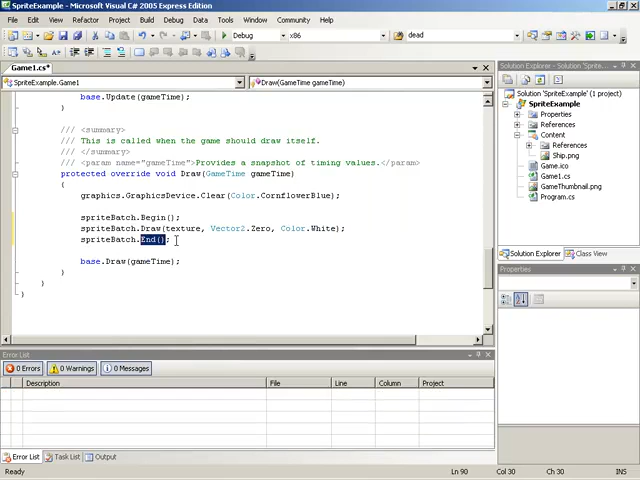 SpriteExample - Microsoft Visual C# 2005 Express Edition
File Edit View Refactor Project Build Debug Data Tools Window Community Help
Debug x86 dead
Game1.cs*
SpriteExample.Game1 Draw(GameTime gameTime)
base.Update(gameTime);
}
/// <summary>
/// This is called when the game should draw itself.
/// </summary>
/// <param name="gameTime">Provides a snapshot of timing values.</param>
protected override void Draw(GameTime gameTime)
{
graphics.GraphicsDevice.Clear(Color.CornflowerBlue);
spriteBatch.Begin();
spriteBatch.Draw(texture, Vector2.Zero, Color.White);
spriteBatch.End();
base.Draw(gameTime);
}
}
}
Solution Explorer - Solution 'Sprite...
Solution 'SpriteExample' (1 project)
SpriteExample
Properties
References
Content
References
Ship.png
Game.ico
Game1.cs
GameThumbnail.png
Program.cs
Solution Explorer Class View
Properties
Error List
0 Errors 0 Warnings 0 Messages
Description File Line Column Project
Error List Task List Output
Ready Ln 90 Col 30 Ch 30 INS